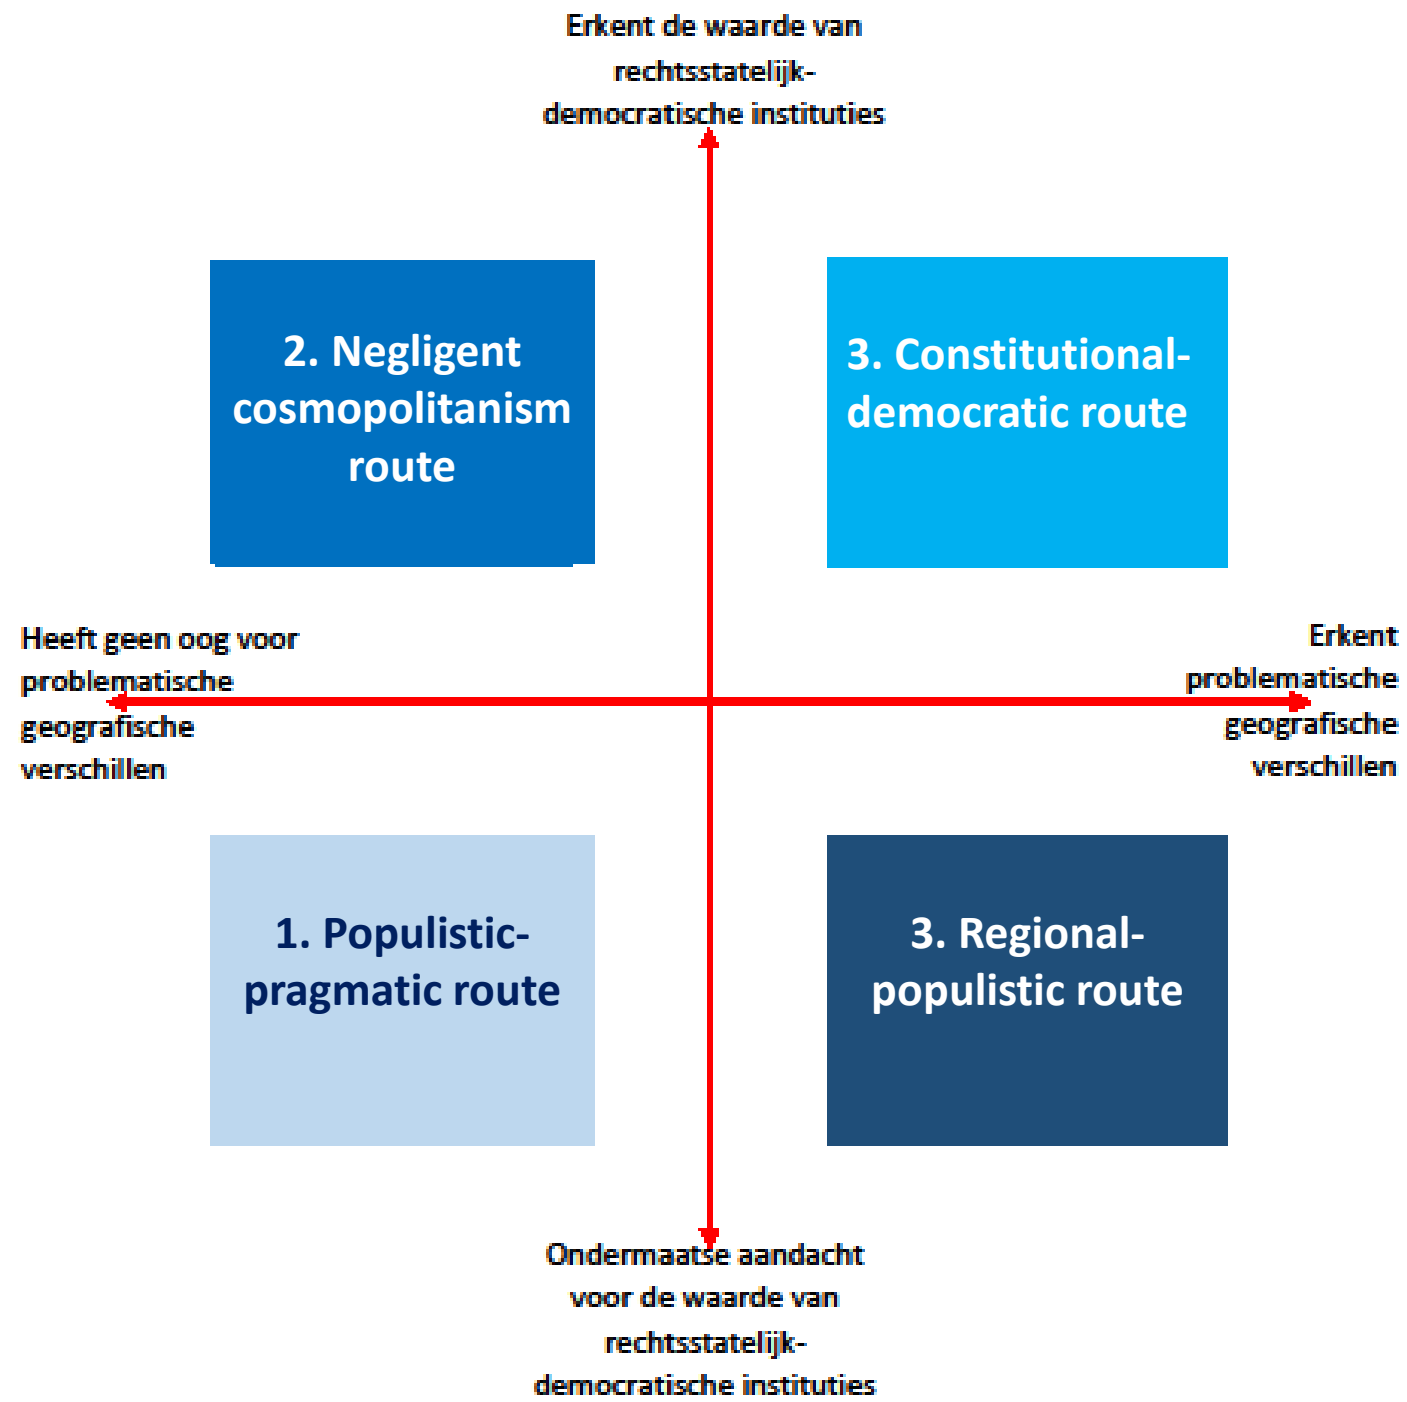 Erkent de waarde van
rechtsstatelijk-
democratische instituties
2. Negligent
cosmopolitanism
route
3. Constitutional-
democratic route
Heeft geen oog voor
problematische
geografische
verschillen
Erkent
problematische
geografische
verschillen
1. Populistic-
pragmatic route
3. Regional-
populistic route
Ondermaatse aandacht
voor de waarde van
rechtsstatelijk-
democratische instituties